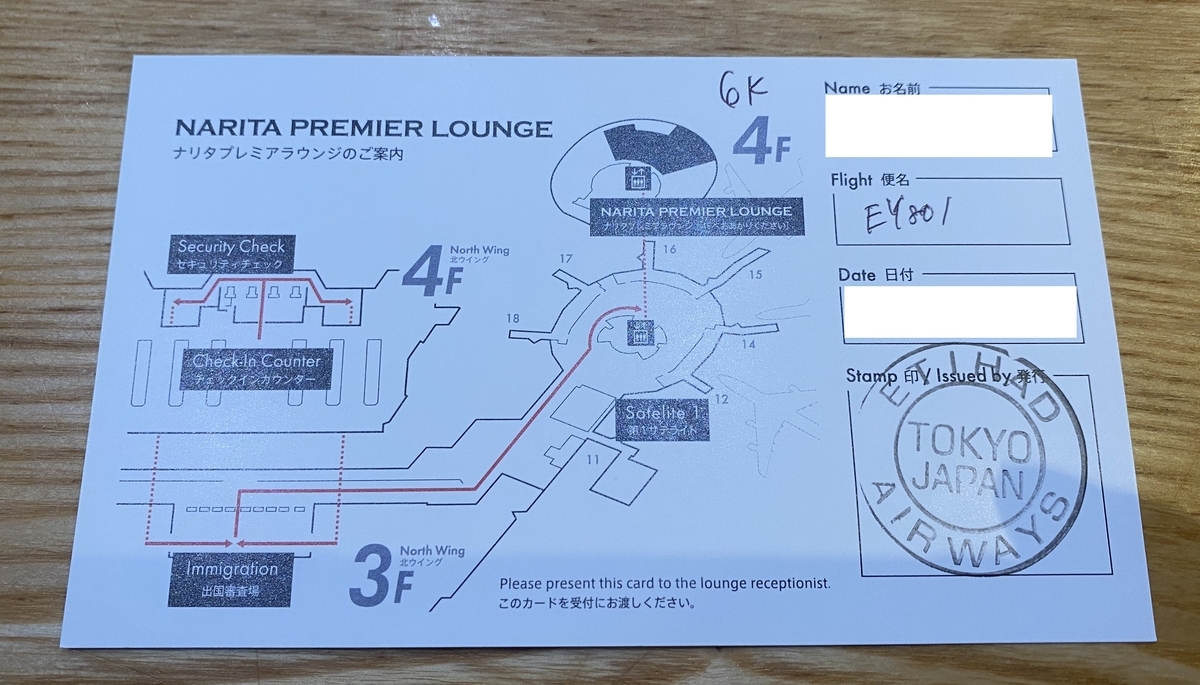 6K
NARITA PREMIER LOUNGE
ナリタプレミアラウンジのご案内
4F
NARITA PREMIER LOUNGE
Security Check
セキュリティチェック
4F
North Wing
北ウイング
Check-In Counter
チェックインカウンター
16
17
15
18
14
12
Satelite 1
第1サテライト
11
Immigration
出国審査場
3F
North Wing
北ウイング
Please present this card to the lounge receptionist.
このカードを受付にお渡しください。
Name お名前
Flight 便名
EY801
Date 日付
Stamp 印 / Issued by 発行
ETIHAD
TOKYO
JAPAN
AIRWAYS